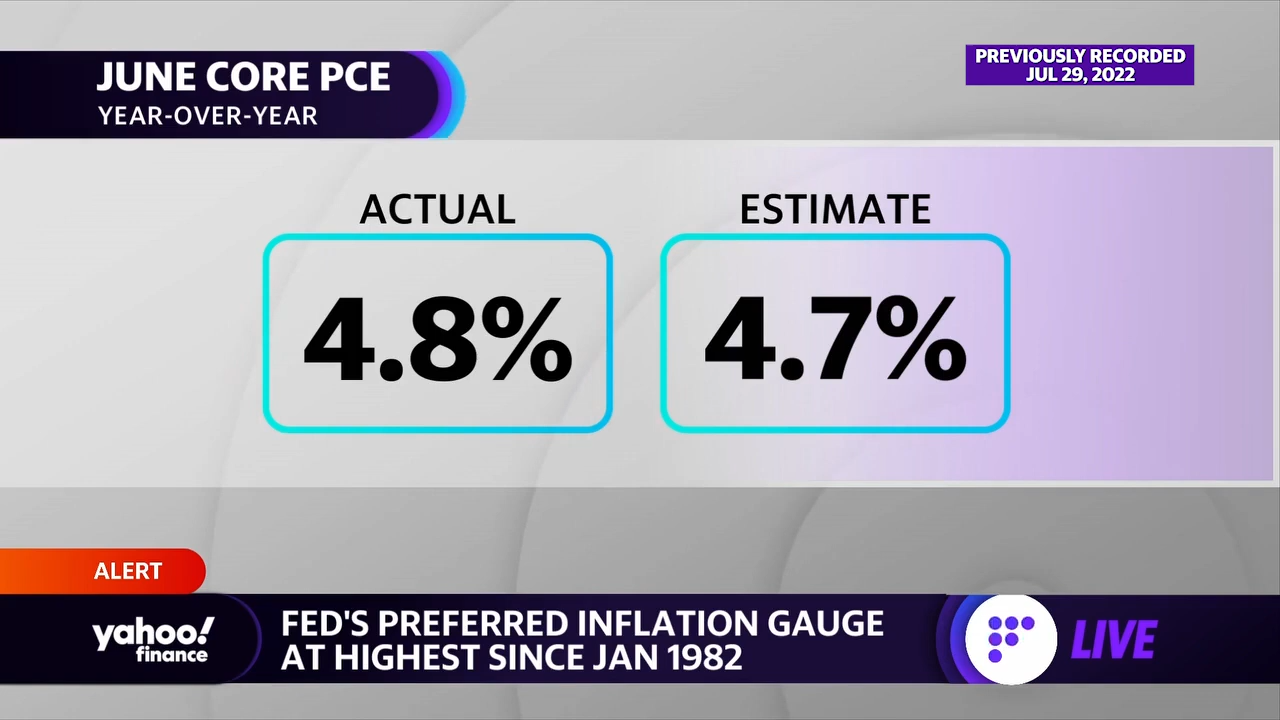 JUNE CORE PCE
YEAR-OVER-YEAR
PREVIOUSLY RECORDED
JUL 29, 2022
ACTUAL
ESTIMATE
4.8%
4.7%
ALERT
yahoo!
finance
FED'S PREFERRED INFLATION GAUGE
AT HIGHEST SINCE JAN 1982
LIVE